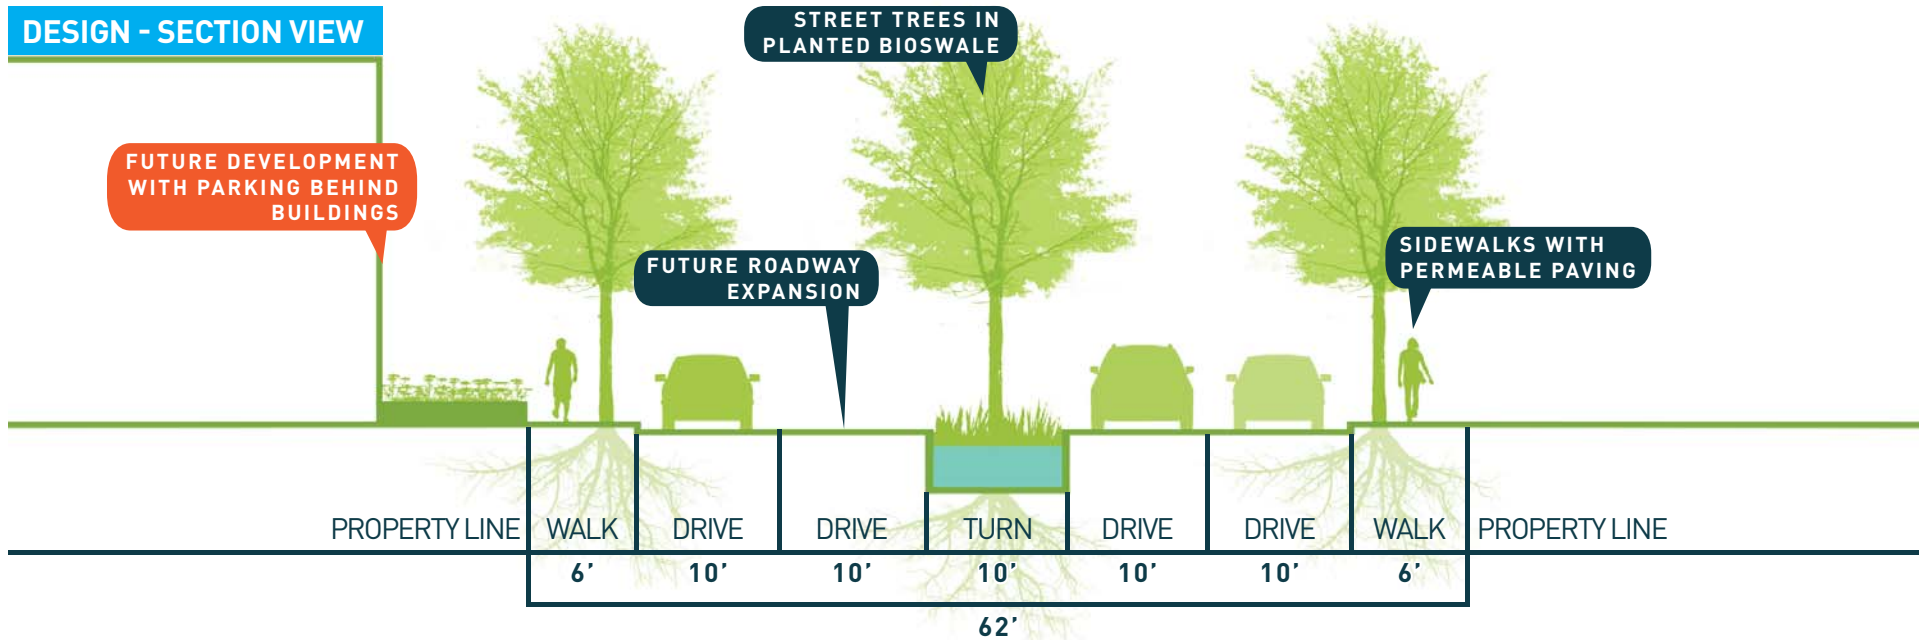 DESIGN - SECTION VIEW
STREET TREES IN
PLANTED BIOSWALE
FUTURE DEVELOPMENT
WITH PARKING BEHIND
BUILDINGS
FUTURE ROADWAY
EXPANSION
SIDEWALKS WITH
PERMEABLE PAVING
PROPERTY LINE WALK DRIVE DRIVE TURN DRIVE DRIVE WALK PROPERTY LINE
6’ 10’ 10’ 10’ 10’ 10’ 6’
62’